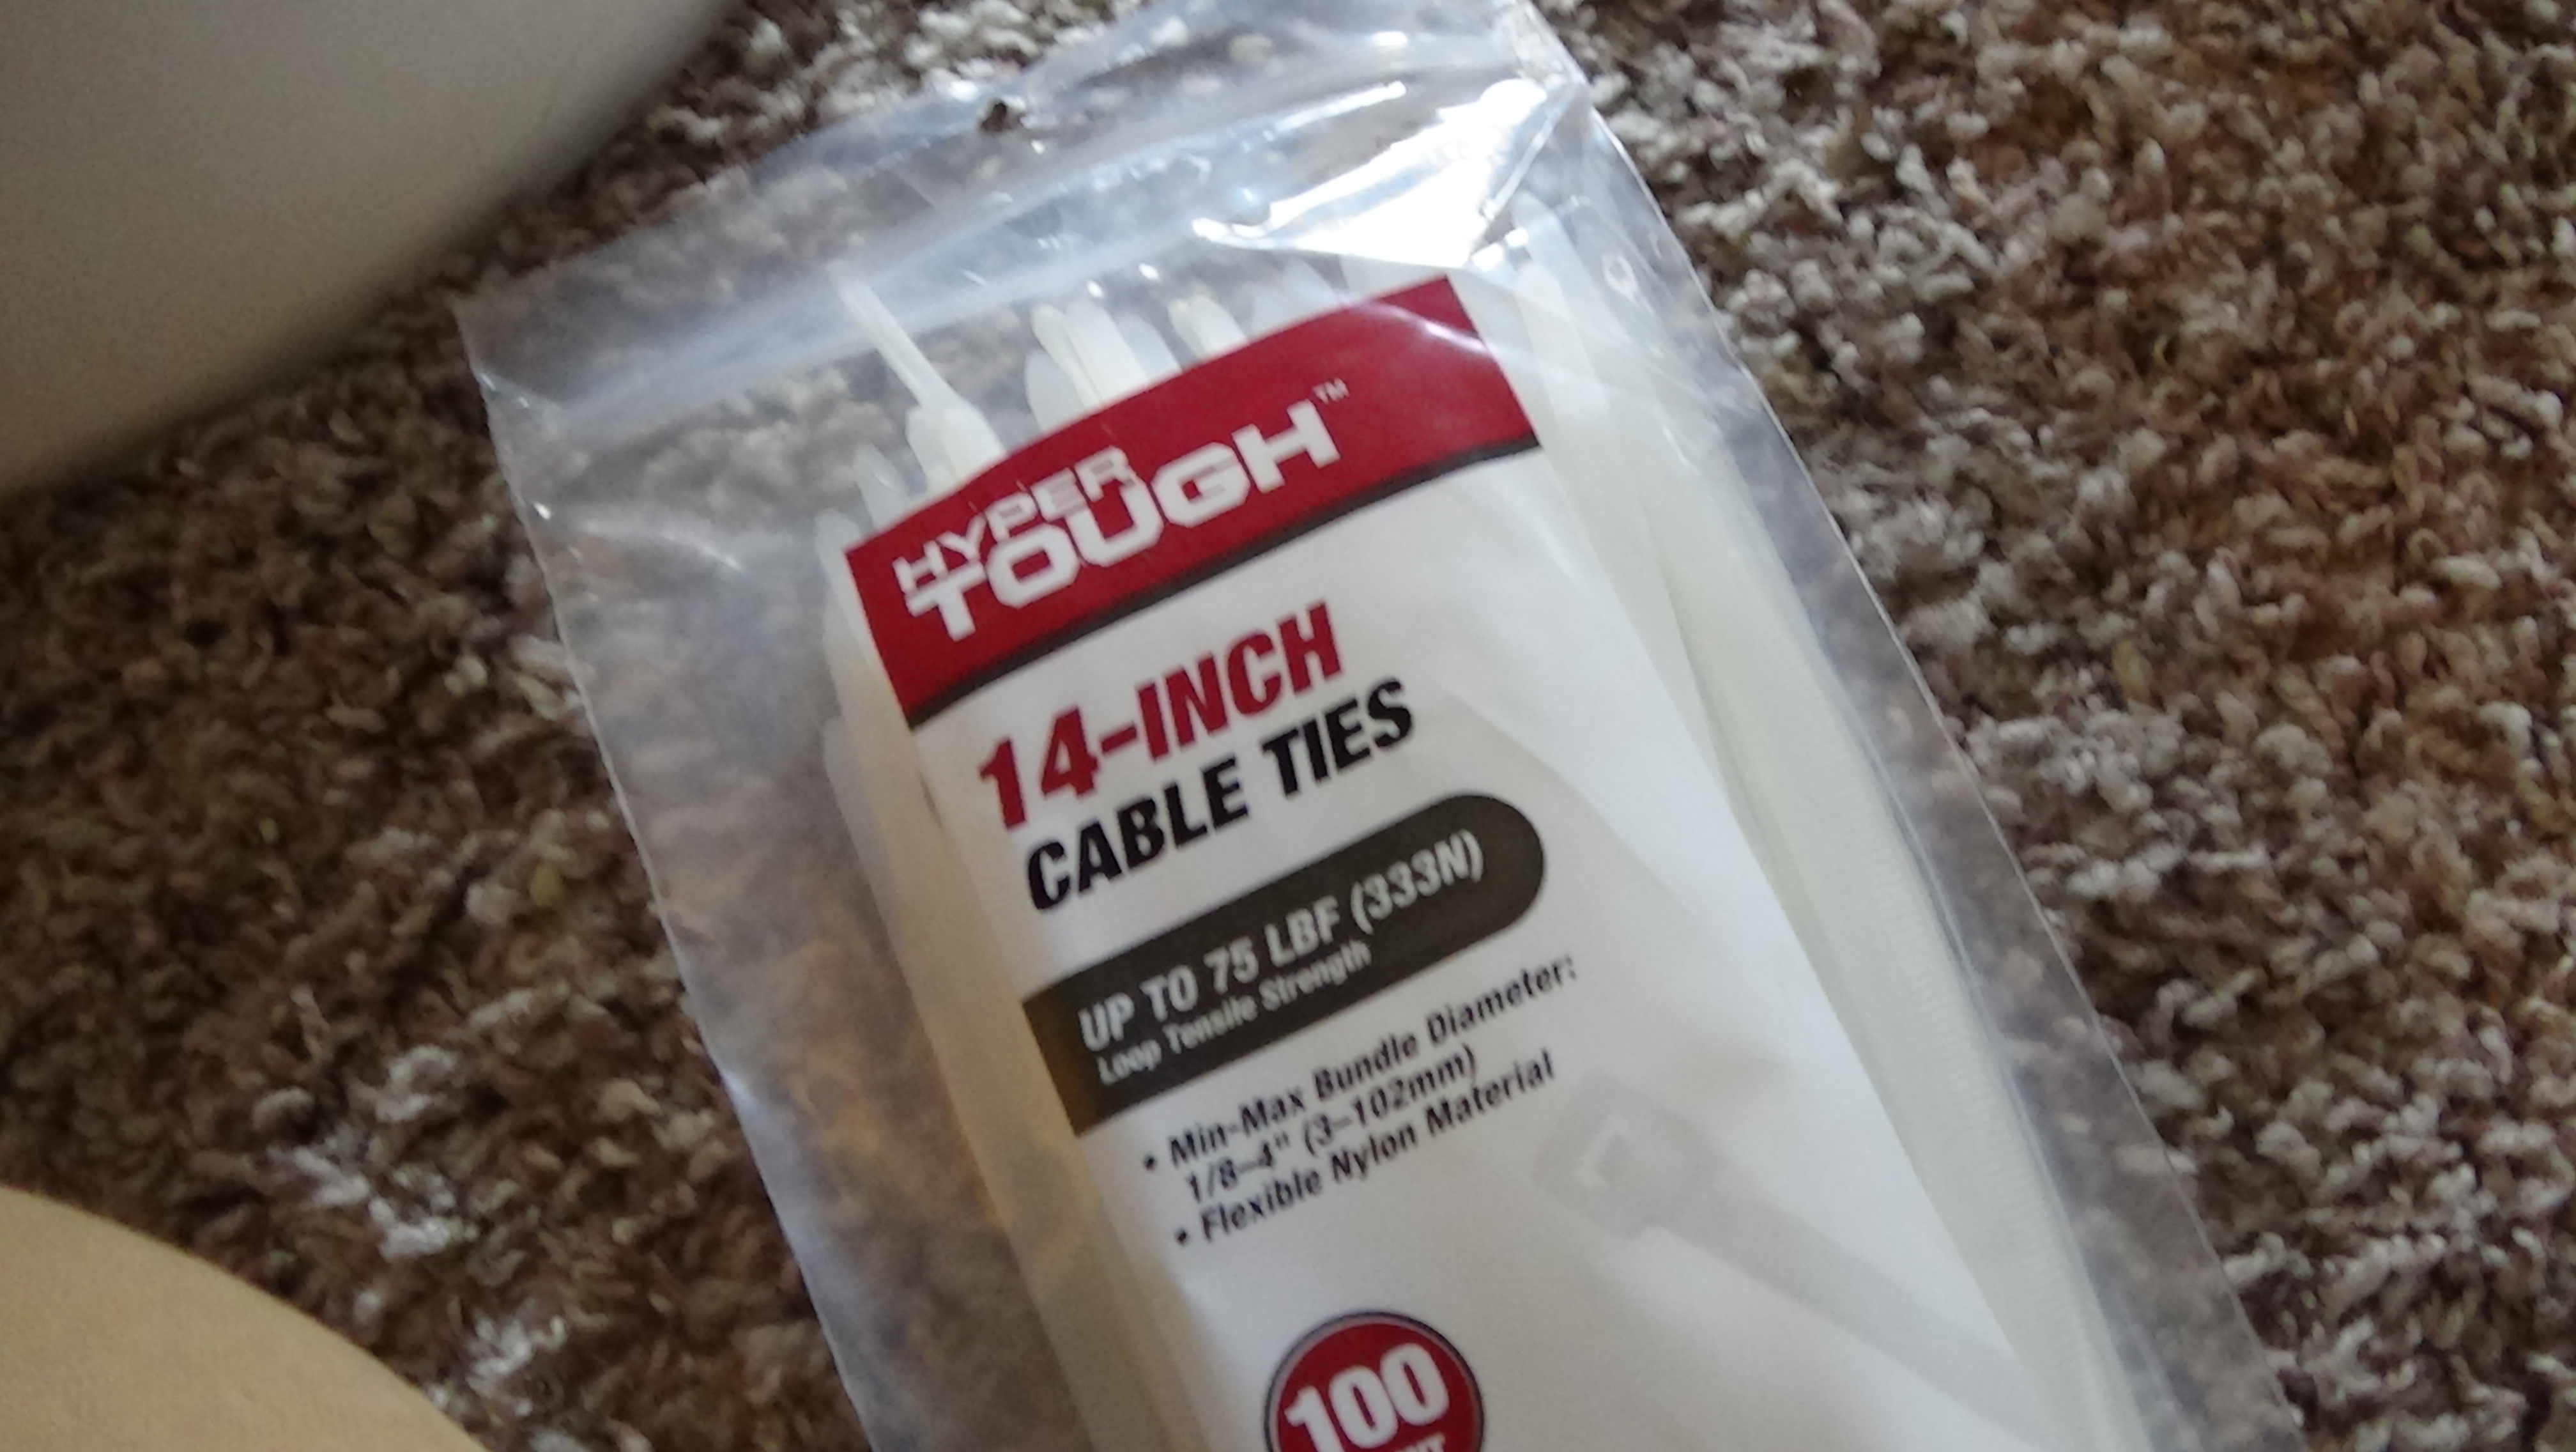 HYPER
TOUGH™
14-INCH
CABLE TIES
UP TO 75 LBF (333N)
Loop Tensile Strength
• Min-Max Bundle Diameter:
1/8-4" (3-102mm)
• Flexible Nylon Material
100